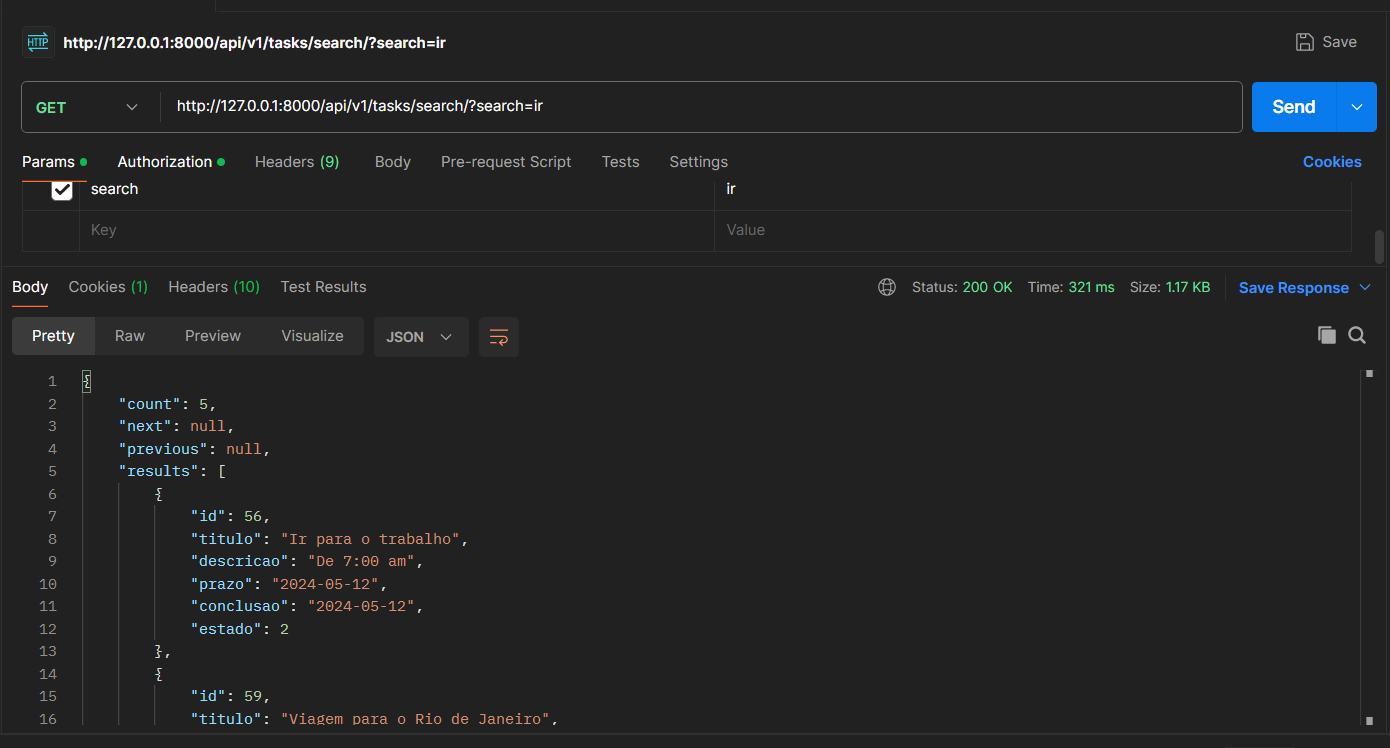 HTTP http://127.0.0.1:8000/api/v1/tasks/search/?search=ir Save
GET http://127.0.0.1:8000/api/v1/tasks/search/?search=ir Send
Params Authorization Headers (9) Body Pre-request Script Tests Settings Cookies
search ir
Key Value
Body Cookies (1) Headers (10) Test Results Status: 200 OK Time: 321 ms Size: 1.17 KB Save Response
Pretty Raw Preview Visualize JSON
1 {
2 "count": 5,
3 "next": null,
4 "previous": null,
5 "results": [
6 {
7 "id": 56,
8 "titulo": "Ir para o trabalho",
9 "descricao": "De 7:00 am",
10 "prazo": "2024-05-12",
11 "conclusao": "2024-05-12",
12 "estado": 2
13 },
14 {
15 "id": 59,
16 "titulo": "Viagem para o Rio de Janeiro",